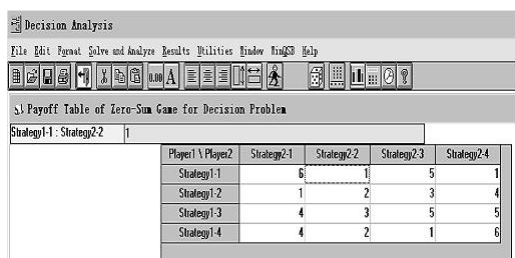 Decision Analysis
File Edit Format Solve and Analyze Results Utilities Window WinQSB Help
0.00 A
Payoff Table of Zero-Sum Game for Decision Problem
Strategy1-1 : Strategy2-2 1
Player1 \ Player2 Strategy2-1 Strategy2-2 Strategy2-3 Strategy2-4
Strategy1-1 6 1 5 1
Strategy1-2 1 2 3 4
Strategy1-3 4 3 5 5
Strategy1-4 4 2 1 6